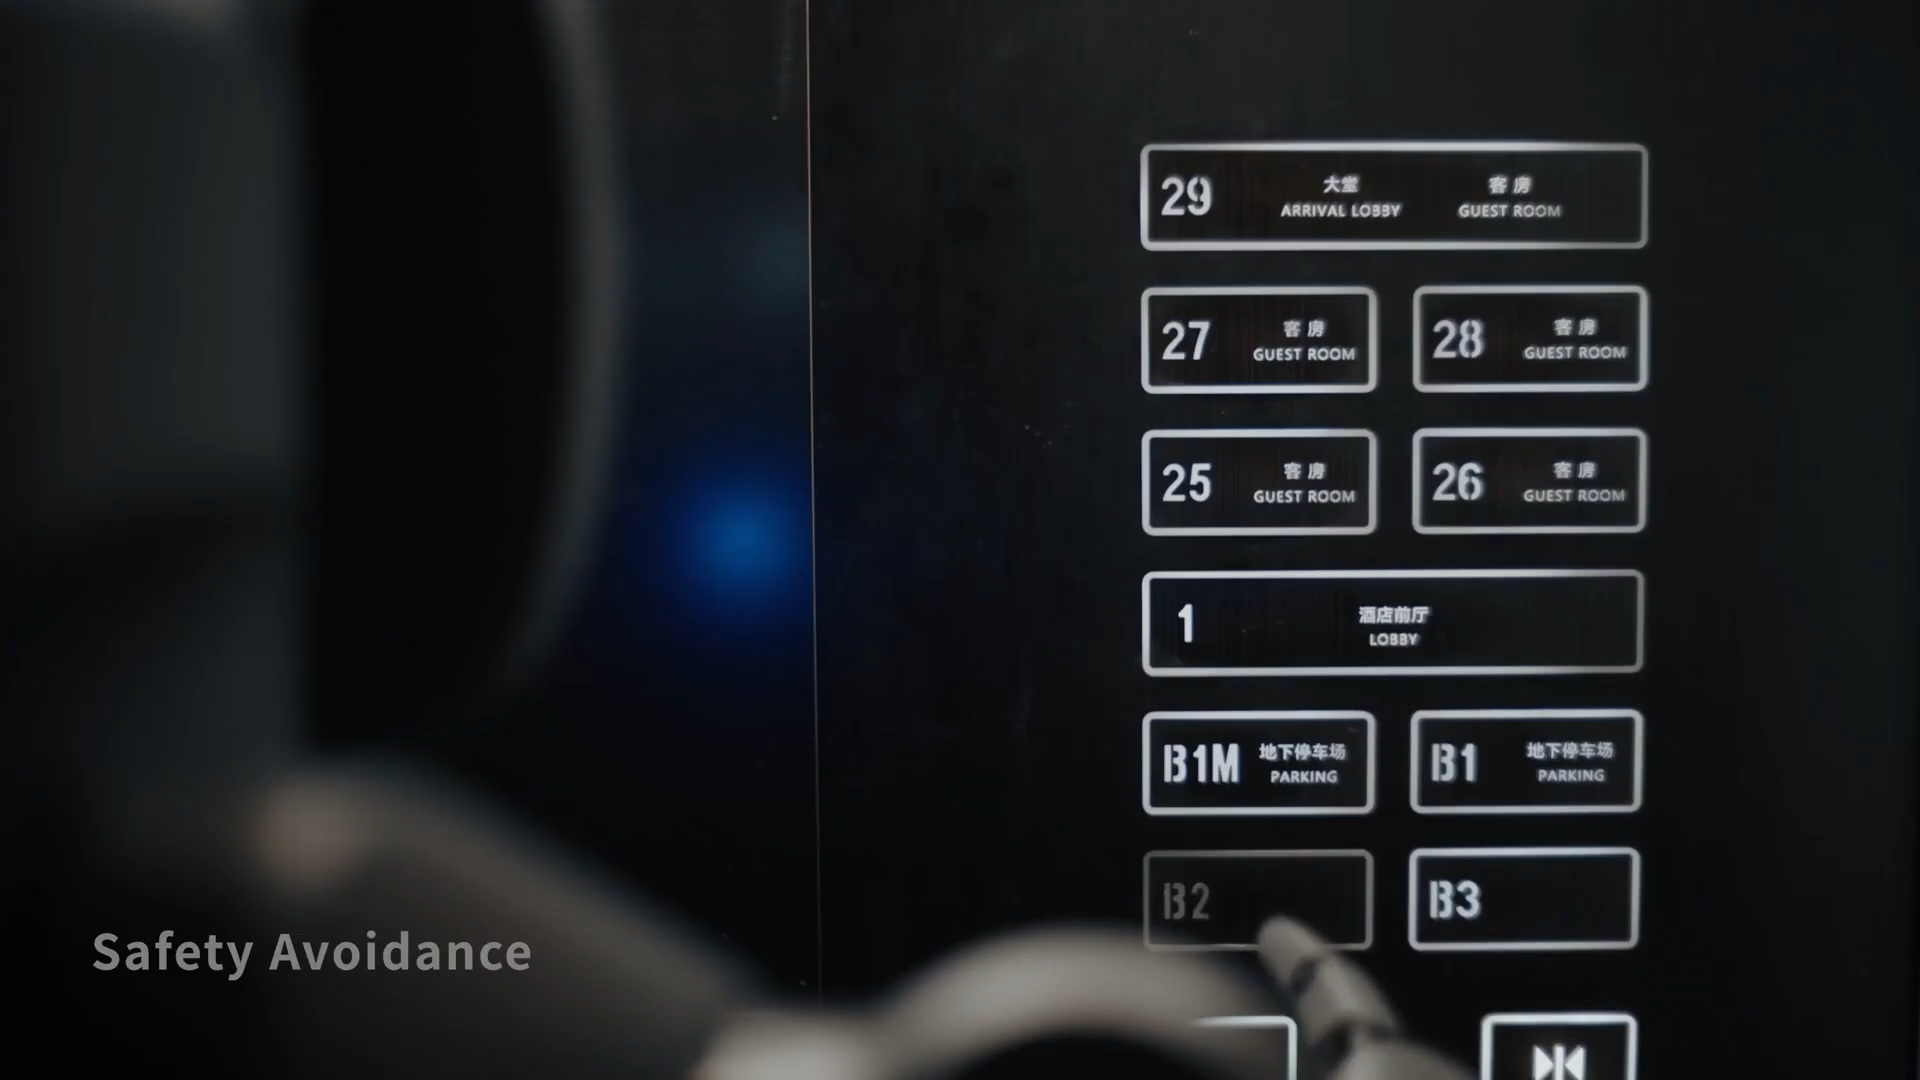 29
大堂
ARRIVAL LOBBY
客房
GUEST ROOM
27
客房
GUEST ROOM
28
客房
GUEST ROOM
25
客房
GUEST ROOM
26
客房
GUEST ROOM
1
酒店前厅
LOBBY
B1M
地下停车场
PARKING
B1
地下停车场
PARKING
B2
B3
Safety Avoidance